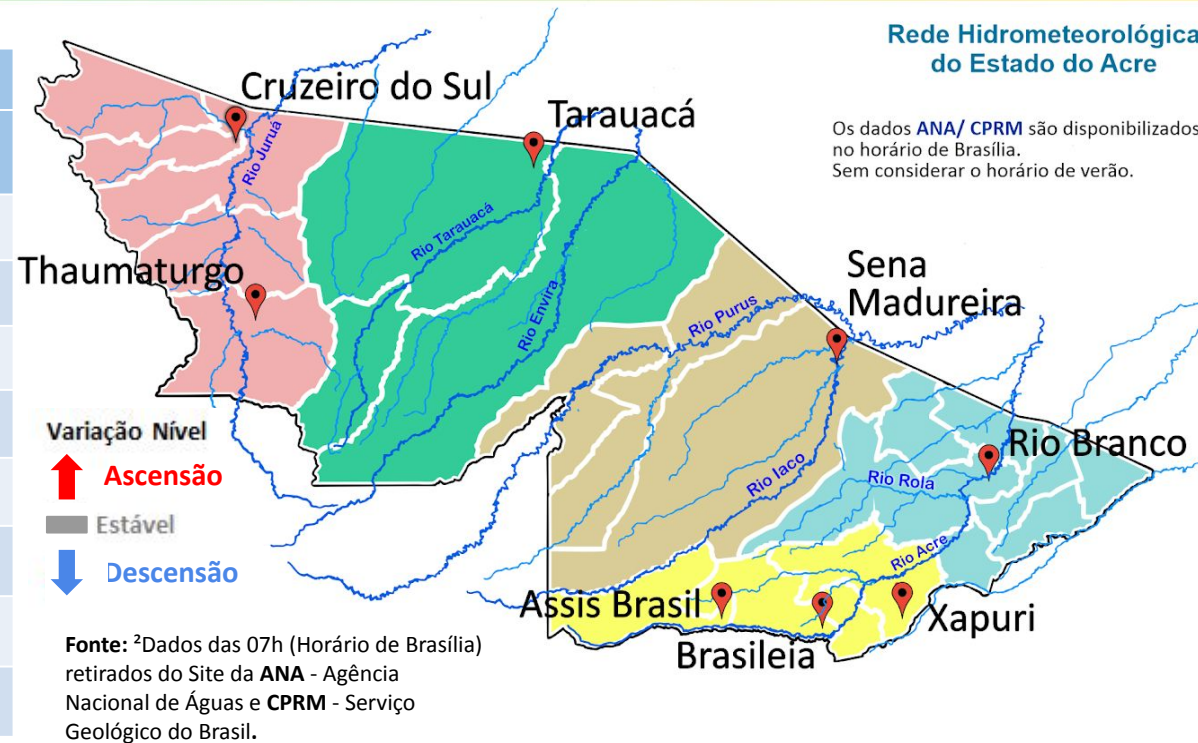 Rede Hidrometeorológica
do Estado do Acre
Os dados ANA/ CPRM são disponibilizados
no horário de Brasília.
Sem considerar o horário de verão.
Cruzeiro do Sul
Tarauacá
Rio Juruá
Rio Tarauacá
Thaumaturgo
Rio Envira
Sena
Madureira
Rio Purus
Variação Nível
Ascensão
Estável
Descensão
Rio Branco
Rio Iaco
Rio Rola
Rio Acre
Assis Brasil
Xapuri
Brasileia
Fonte: ²Dados das 07h (Horário de Brasília)
retirados do Site da ANA - Agência
Nacional de Águas e CPRM - Serviço
Geológico do Brasil.